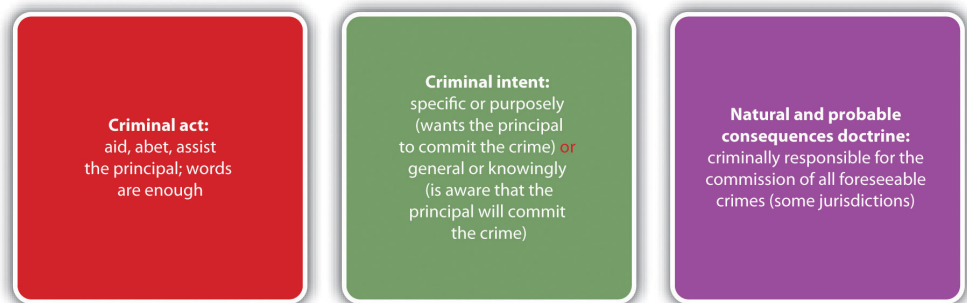 Criminal act:
aid, abet, assist
the principal; words
are enough
Criminal intent:
specific or purposely
(wants the principal
to commit the crime) or
general or knowingly
(is aware that the
principal will commit
the crime)
Natural and probable
consequences doctrine:
criminally responsible for the
commission of all foreseeable
crimes (some jurisdictions)